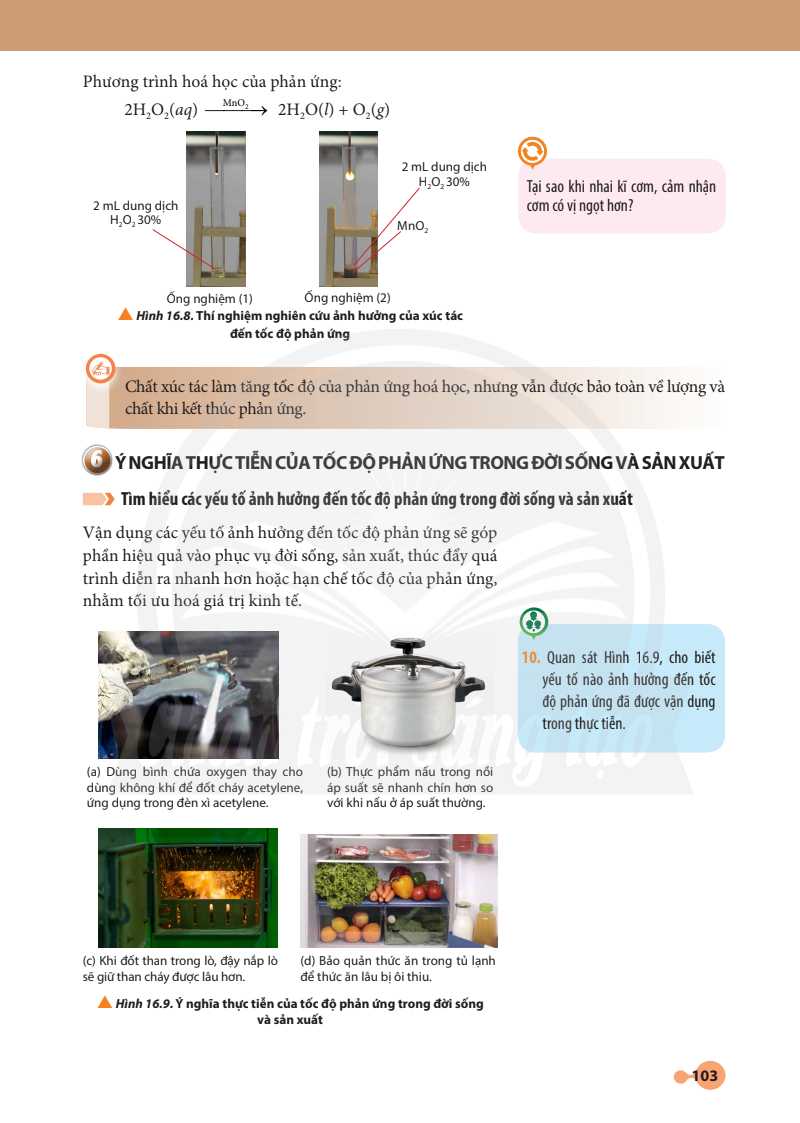 Phương trình hoá học của phản ứng:
2H₂O₂(aq) —MnO₂→ 2H₂O(l) + O₂(g)
2 mL dung dịch
H₂O₂ 30%
2 mL dung dịch
H₂O₂ 30%
MnO₂
Ống nghiệm (1)
Ống nghiệm (2)
Hình 16.8. Thí nghiệm nghiên cứu ảnh hưởng của xúc tác
đến tốc độ phản ứng
Tại sao khi nhai kĩ cơm, cảm nhận
cơm có vị ngọt hơn?
Chất xúc tác làm tăng tốc độ của phản ứng hoá học, nhưng vẫn được bảo toàn về lượng và
chất khi kết thúc phản ứng.
6 Ý NGHĨA THỰC TIỄN CỦA TỐC ĐỘ PHẢN ỨNG TRONG ĐỜI SỐNG VÀ SẢN XUẤT
Tìm hiểu các yếu tố ảnh hưởng đến tốc độ phản ứng trong đời sống và sản xuất
Vận dụng các yếu tố ảnh hưởng đến tốc độ phản ứng sẽ góp
phần hiệu quả vào phục vụ đời sống, sản xuất, thúc đẩy quá
trình diễn ra nhanh hơn hoặc hạn chế tốc độ của phản ứng,
nhằm tối ưu hoá giá trị kinh tế.
10. Quan sát Hình 16.9, cho biết
yếu tố nào ảnh hưởng đến tốc
độ phản ứng đã được vận dụng
trong thực tiễn.
Chân trời sáng tạo
(a) Dùng bình chứa oxygen thay cho
dùng không khí để đốt cháy acetylene,
ứng dụng trong đèn xì acetylene.
(b) Thực phẩm nấu trong nồi
áp suất sẽ nhanh chín hơn so
với khi nấu ở áp suất thường.
(c) Khi đốt than trong lò, đậy nắp lò
sẽ giữ than cháy được lâu hơn.
(d) Bảo quản thức ăn trong tủ lạnh
để thức ăn lâu bị ôi thiu.
Hình 16.9. Ý nghĩa thực tiễn của tốc độ phản ứng trong đời sống
và sản xuất
103